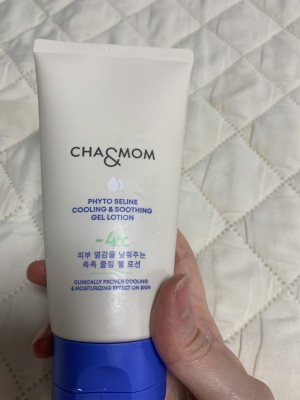 CHA&MOM
PHYTO SELINE
COOLING & SOOTHING
GEL LOTION
-4℃
피부 열감을 낮춰주는
촉촉 쿨링 젤 로션
CLINICALLY PROVEN COOLING
& MOISTURIZING EFFECT ON SKIN